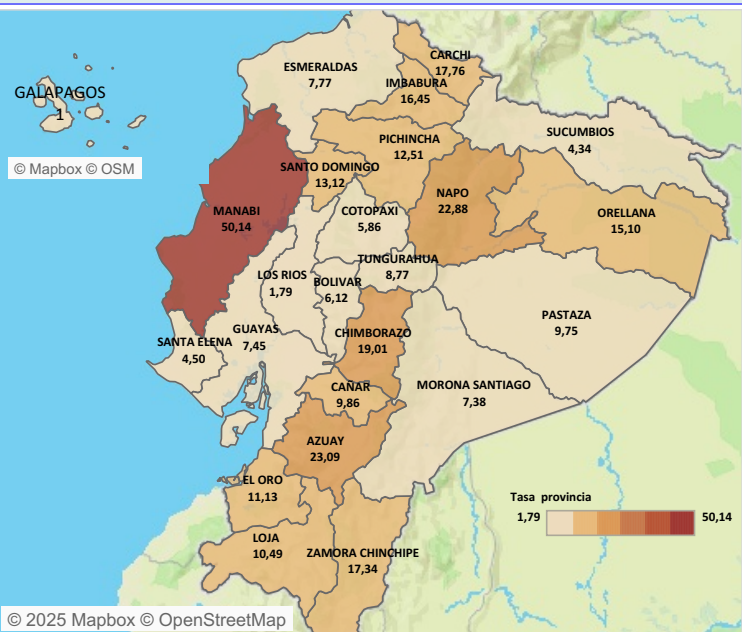 CARCHI
17,76
ESMERALDAS
7,77
IMBABURA
16,45
GALAPAGOS
1
SUCUMBIOS
4,34
PICHINCHA
12,51
© Mapbox © OSM
SANTO DOMINGO
13,12
NAPO
22,88
MANABI
50,14
COTOPAXI
5,86
ORELLANA
15,10
TUNGURAHUA
8,77
LOS RIOS
1,79
BOLIVAR
6,12
PASTAZA
9,75
GUAYAS
7,45
CHIMBORAZO
19,01
SANTA ELENA
4,50
CAÑAR
9,86
MORONA SANTIAGO
7,38
AZUAY
23,09
EL ORO
11,13
Tasa provincia
1,79
50,14
LOJA
10,49
ZAMORA CHINCHIPE
17,34
© 2025 Mapbox © OpenStreetMap